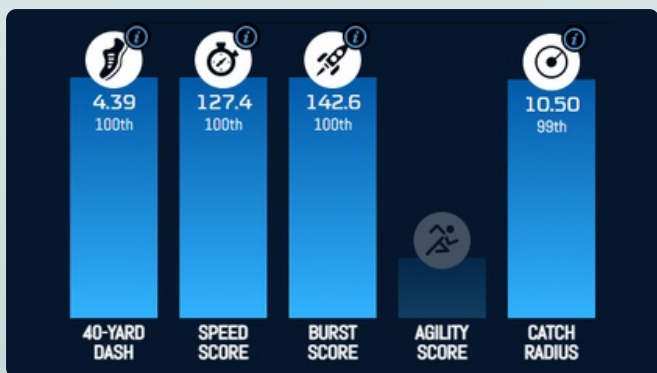 4.39
100th
127.4
100th
142.6
100th
10.50
99th
40-YARD
DASH
SPEED
SCORE
BURST
SCORE
AGILITY
SCORE
CATCH
RADIUS